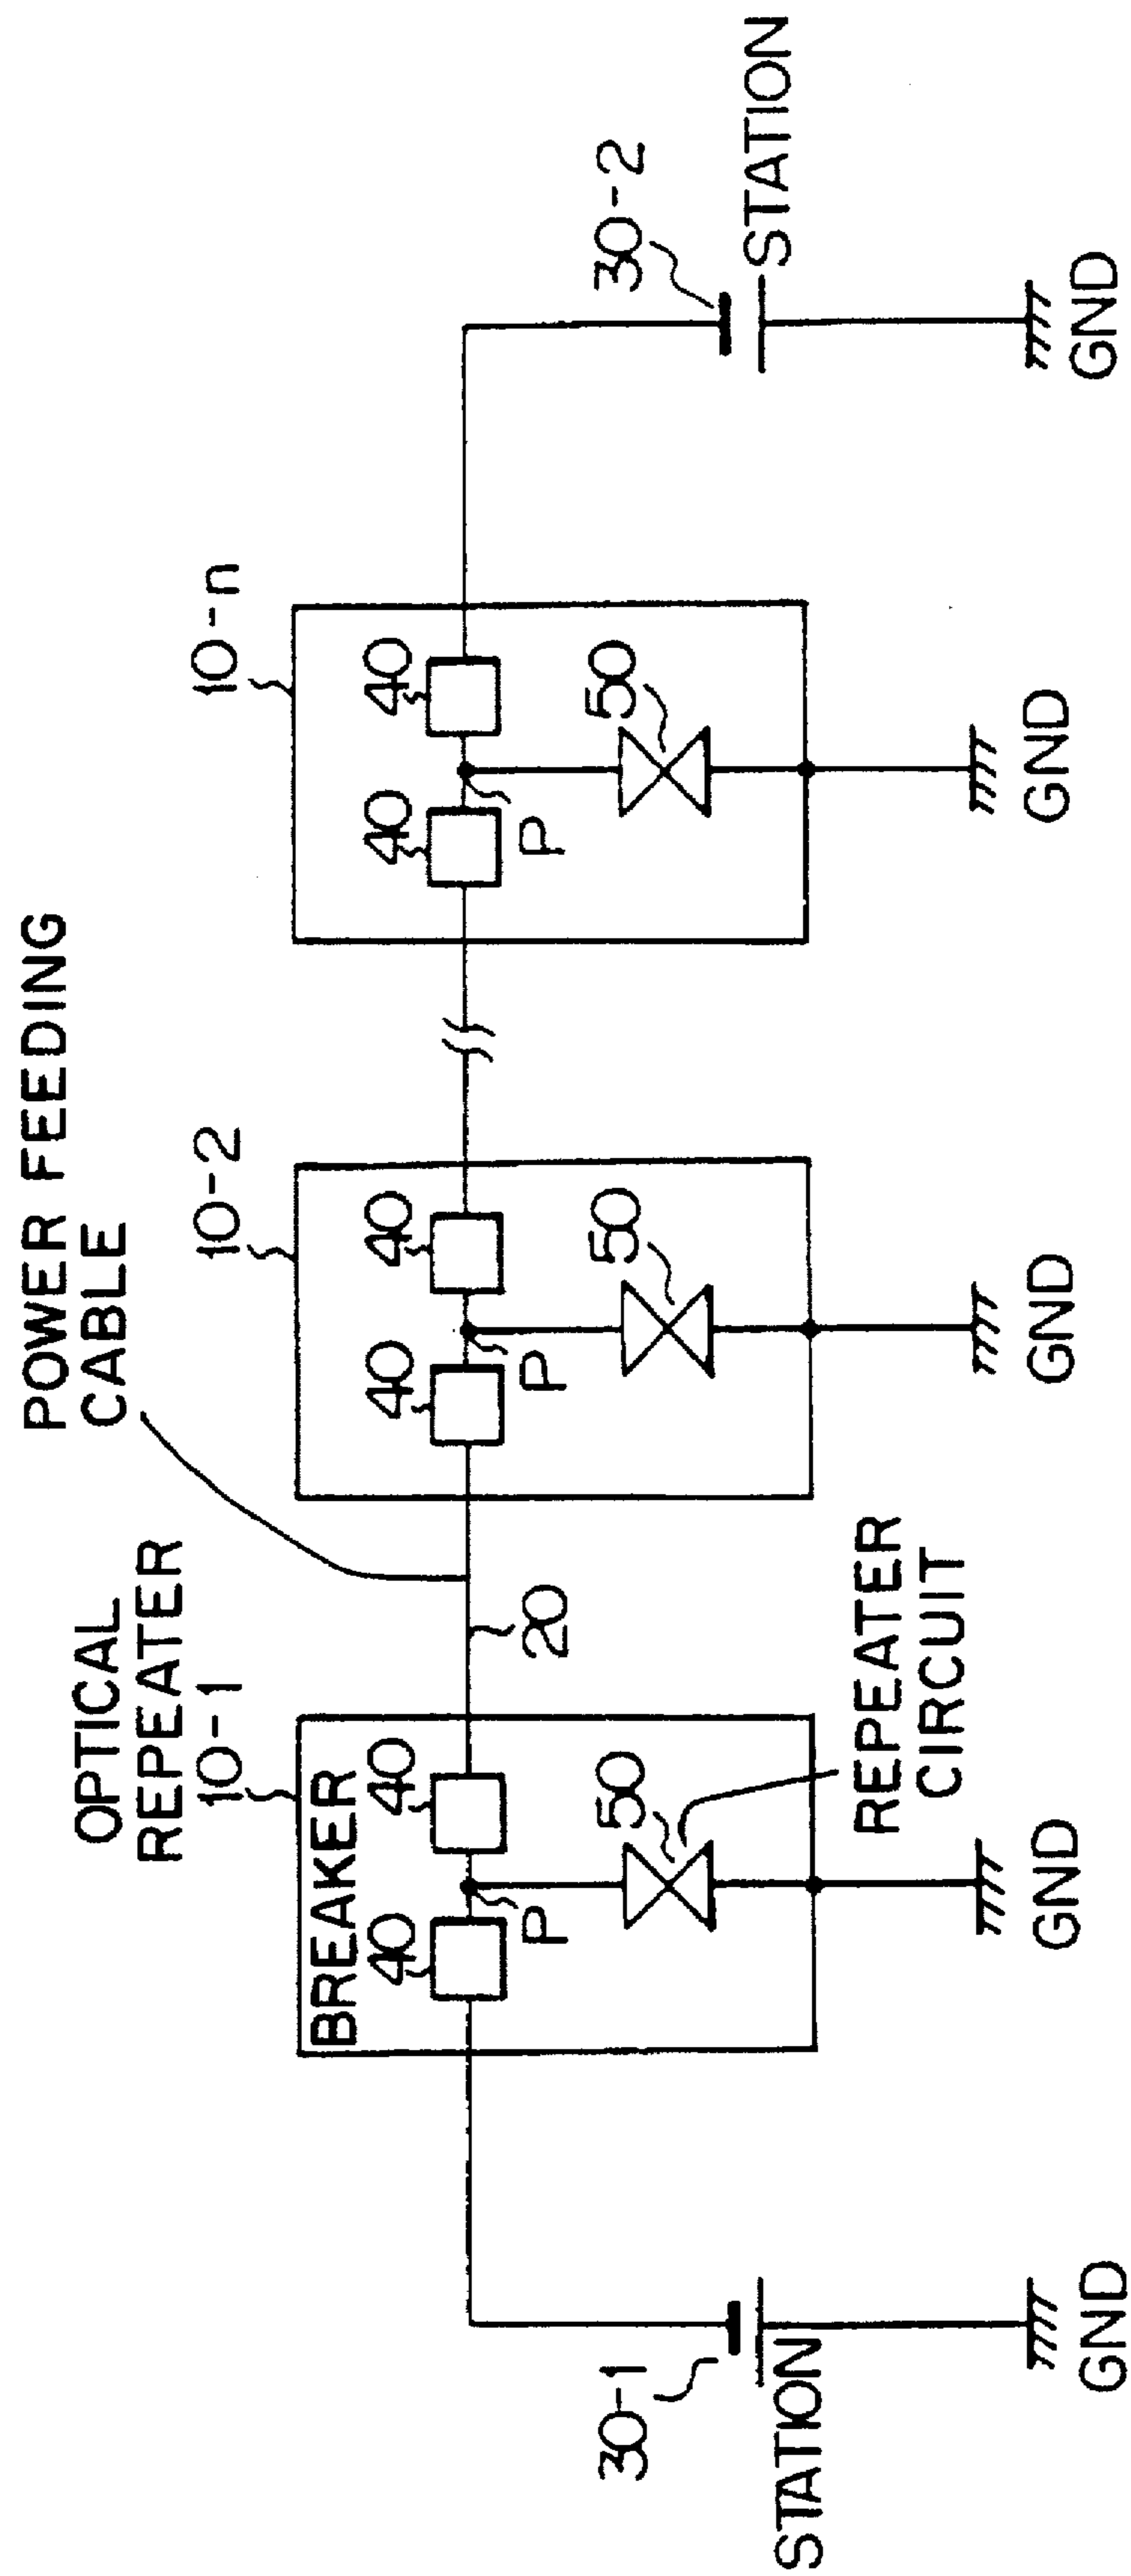 POWER FEEDING
CABLE
OPTICAL
REPEATER
10-1
10-2
10-n
BREAKER
40
40
40
40
40
40
30-2
20
P
P
P
50
50
50
30-1
STATION
STATION
REPEATER
CIRCUIT
GND
GND
GND
GND
GND